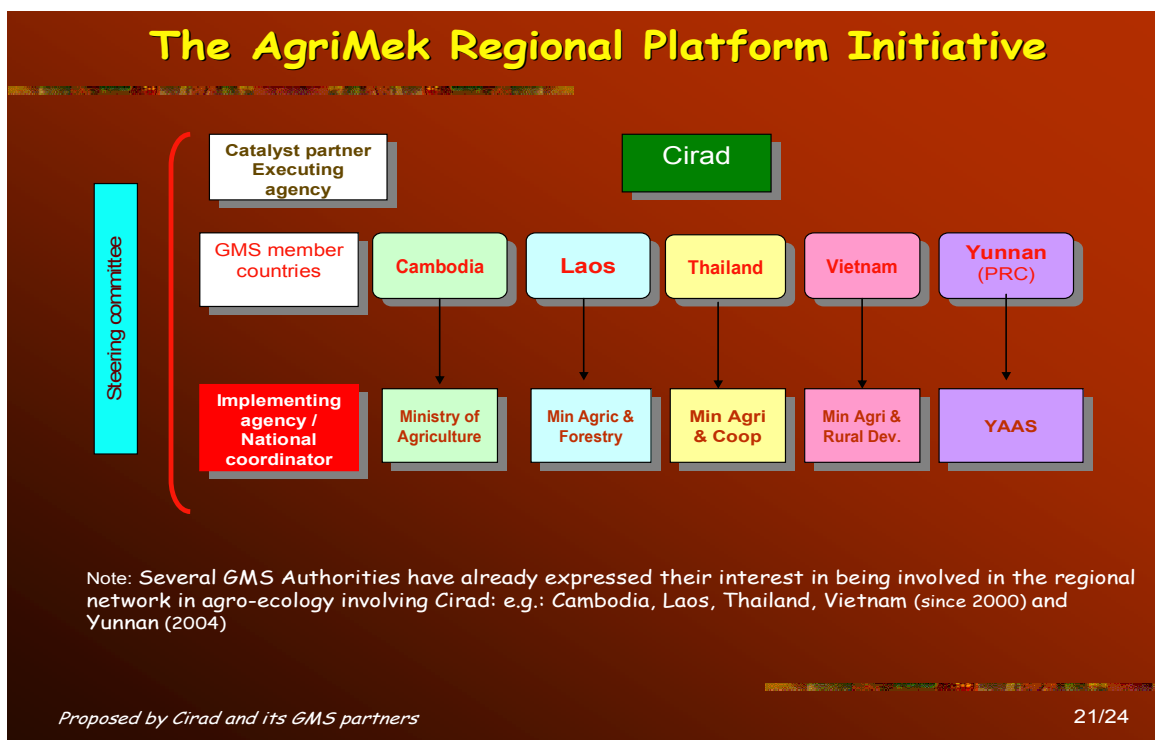 The AgriMek Regional Platform Initiative
Steering committee
Catalyst partner
Executing
agency
Cirad
GMS member
countries
Cambodia
Laos
Thailand
Vietnam
Yunnan
(PRC)
Implementing
agency /
National
coordinator
Ministry of
Agriculture
Min Agric &
Forestry
Min Agri
& Coop
Min Agri &
Rural Dev.
YAAS
Note: Several GMS Authorities have already expressed their interest in being involved in the regional
network in agro-ecology involving Cirad: e.g.: Cambodia, Laos, Thailand, Vietnam (since 2000) and
Yunnan (2004)
Proposed by Cirad and its GMS partners
21/24